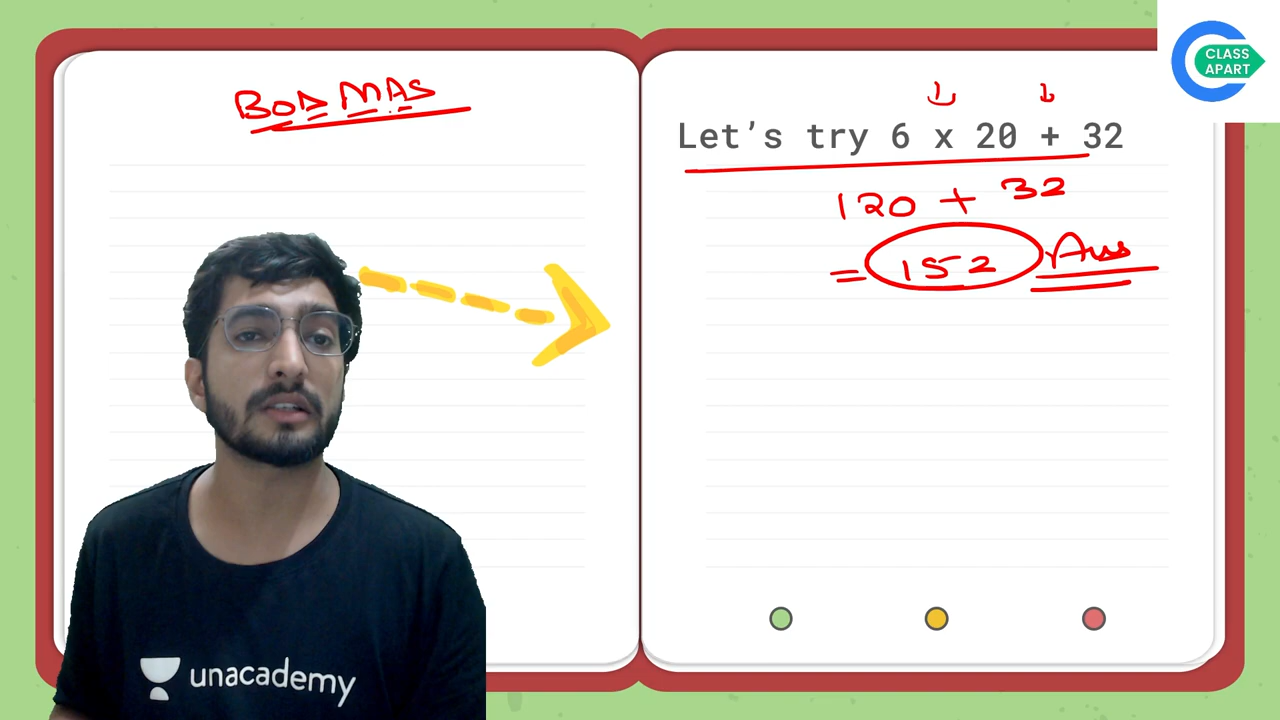 BODMAS
Let's try 6 x 20 + 32
120 + 32
= 152 Ans
CLASS
APART
unacademy